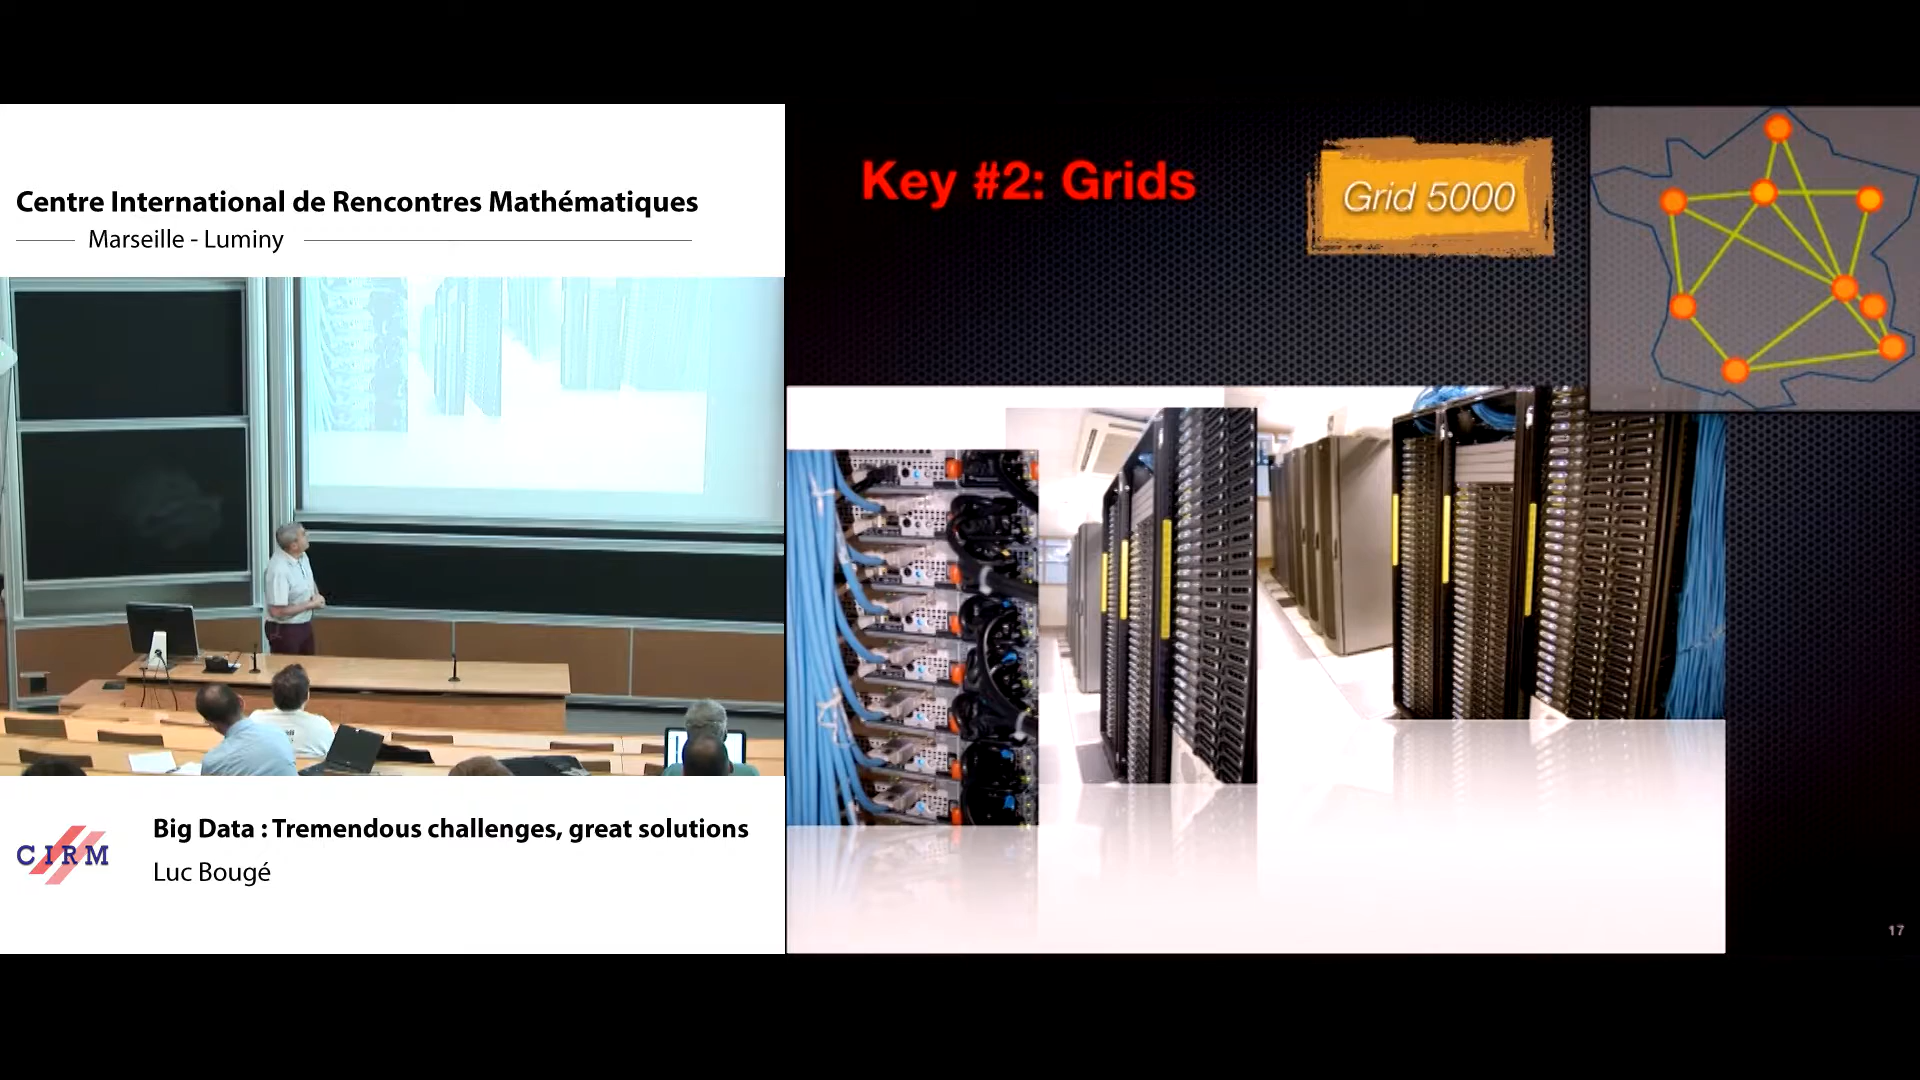 Centre International de Rencontres Mathématiques
Marseille - Luminy
CIRM
Big Data : Tremendous challenges, great solutions
Luc Bougé
Key #2: Grids
Grid 5000
17